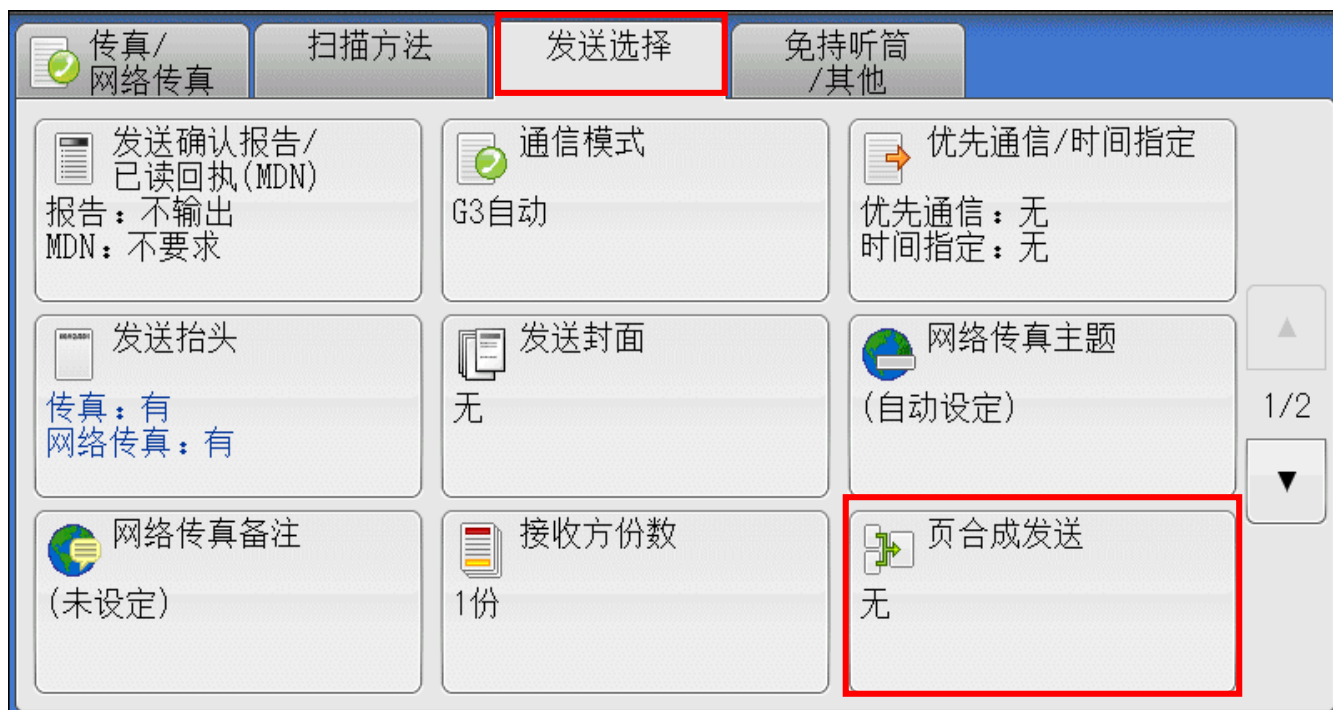 传真/
网络传真
扫描方法
发送选择
免持听筒
/其他
发送确认报告/
已读回执(MDN)
报告：不输出
MDN：不要求
通信模式
G3自动
优先通信/时间指定
优先通信：无
时间指定：无
发送抬头
传真：有
网络传真：有
发送封面
无
网络传真主题
(自动设定)
▲
1/2
▼
网络传真备注
(未设定)
接收方份数
1份
页合成发送
无